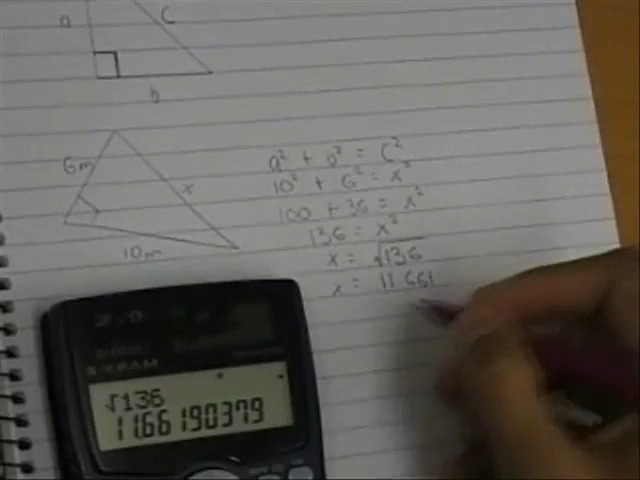 a
c
b
6m
x
10m
a² + b² = c²
10² + 6² = x²
100 + 36 = x²
136 = x²
x = √136
x = 11.661
√136
11.66190379